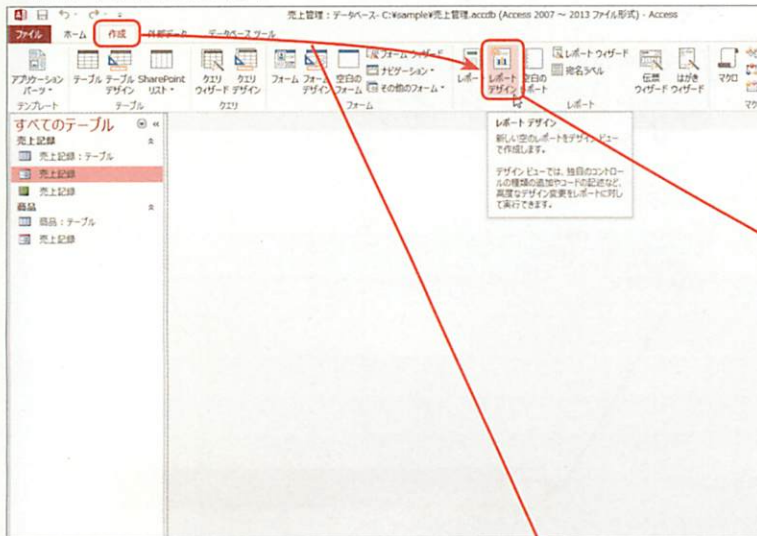 売上管理：データベース- C:¥sample¥売上管理.accdb (Access 2007 ～ 2013 ファイル形式) - Access
ファイル ホーム 作成 外部データ データベース ツール
アプリケーション パーツ
テンプレート
テーブル
テーブル デザイン
SharePoint リスト
テーブル
クエリ ウィザード
クエリ デザイン
クエリ
フォーム
フォーム デザイン
空白の フォーム
フォーム ウィザード
ナビゲーション
その他のフォーム
フォーム
レポート
レポート デザイン
空白の レポート
レポート ウィザード
宛名ラベル
伝票 ウィザード
はがき ウィザード
レポート
マクロ
レポート デザイン
新しい空のレポートをデザイン ビュー
で作成します。
デザイン ビューでは、独自のコントロー
ルの種類の追加やコードの記述など、
高度なデザイン変更をレポートに対し
て実行できます。
すべてのテーブル
売上記録
売上記録：テーブル
売上記録
売上記録
商品
商品：テーブル
売上記録